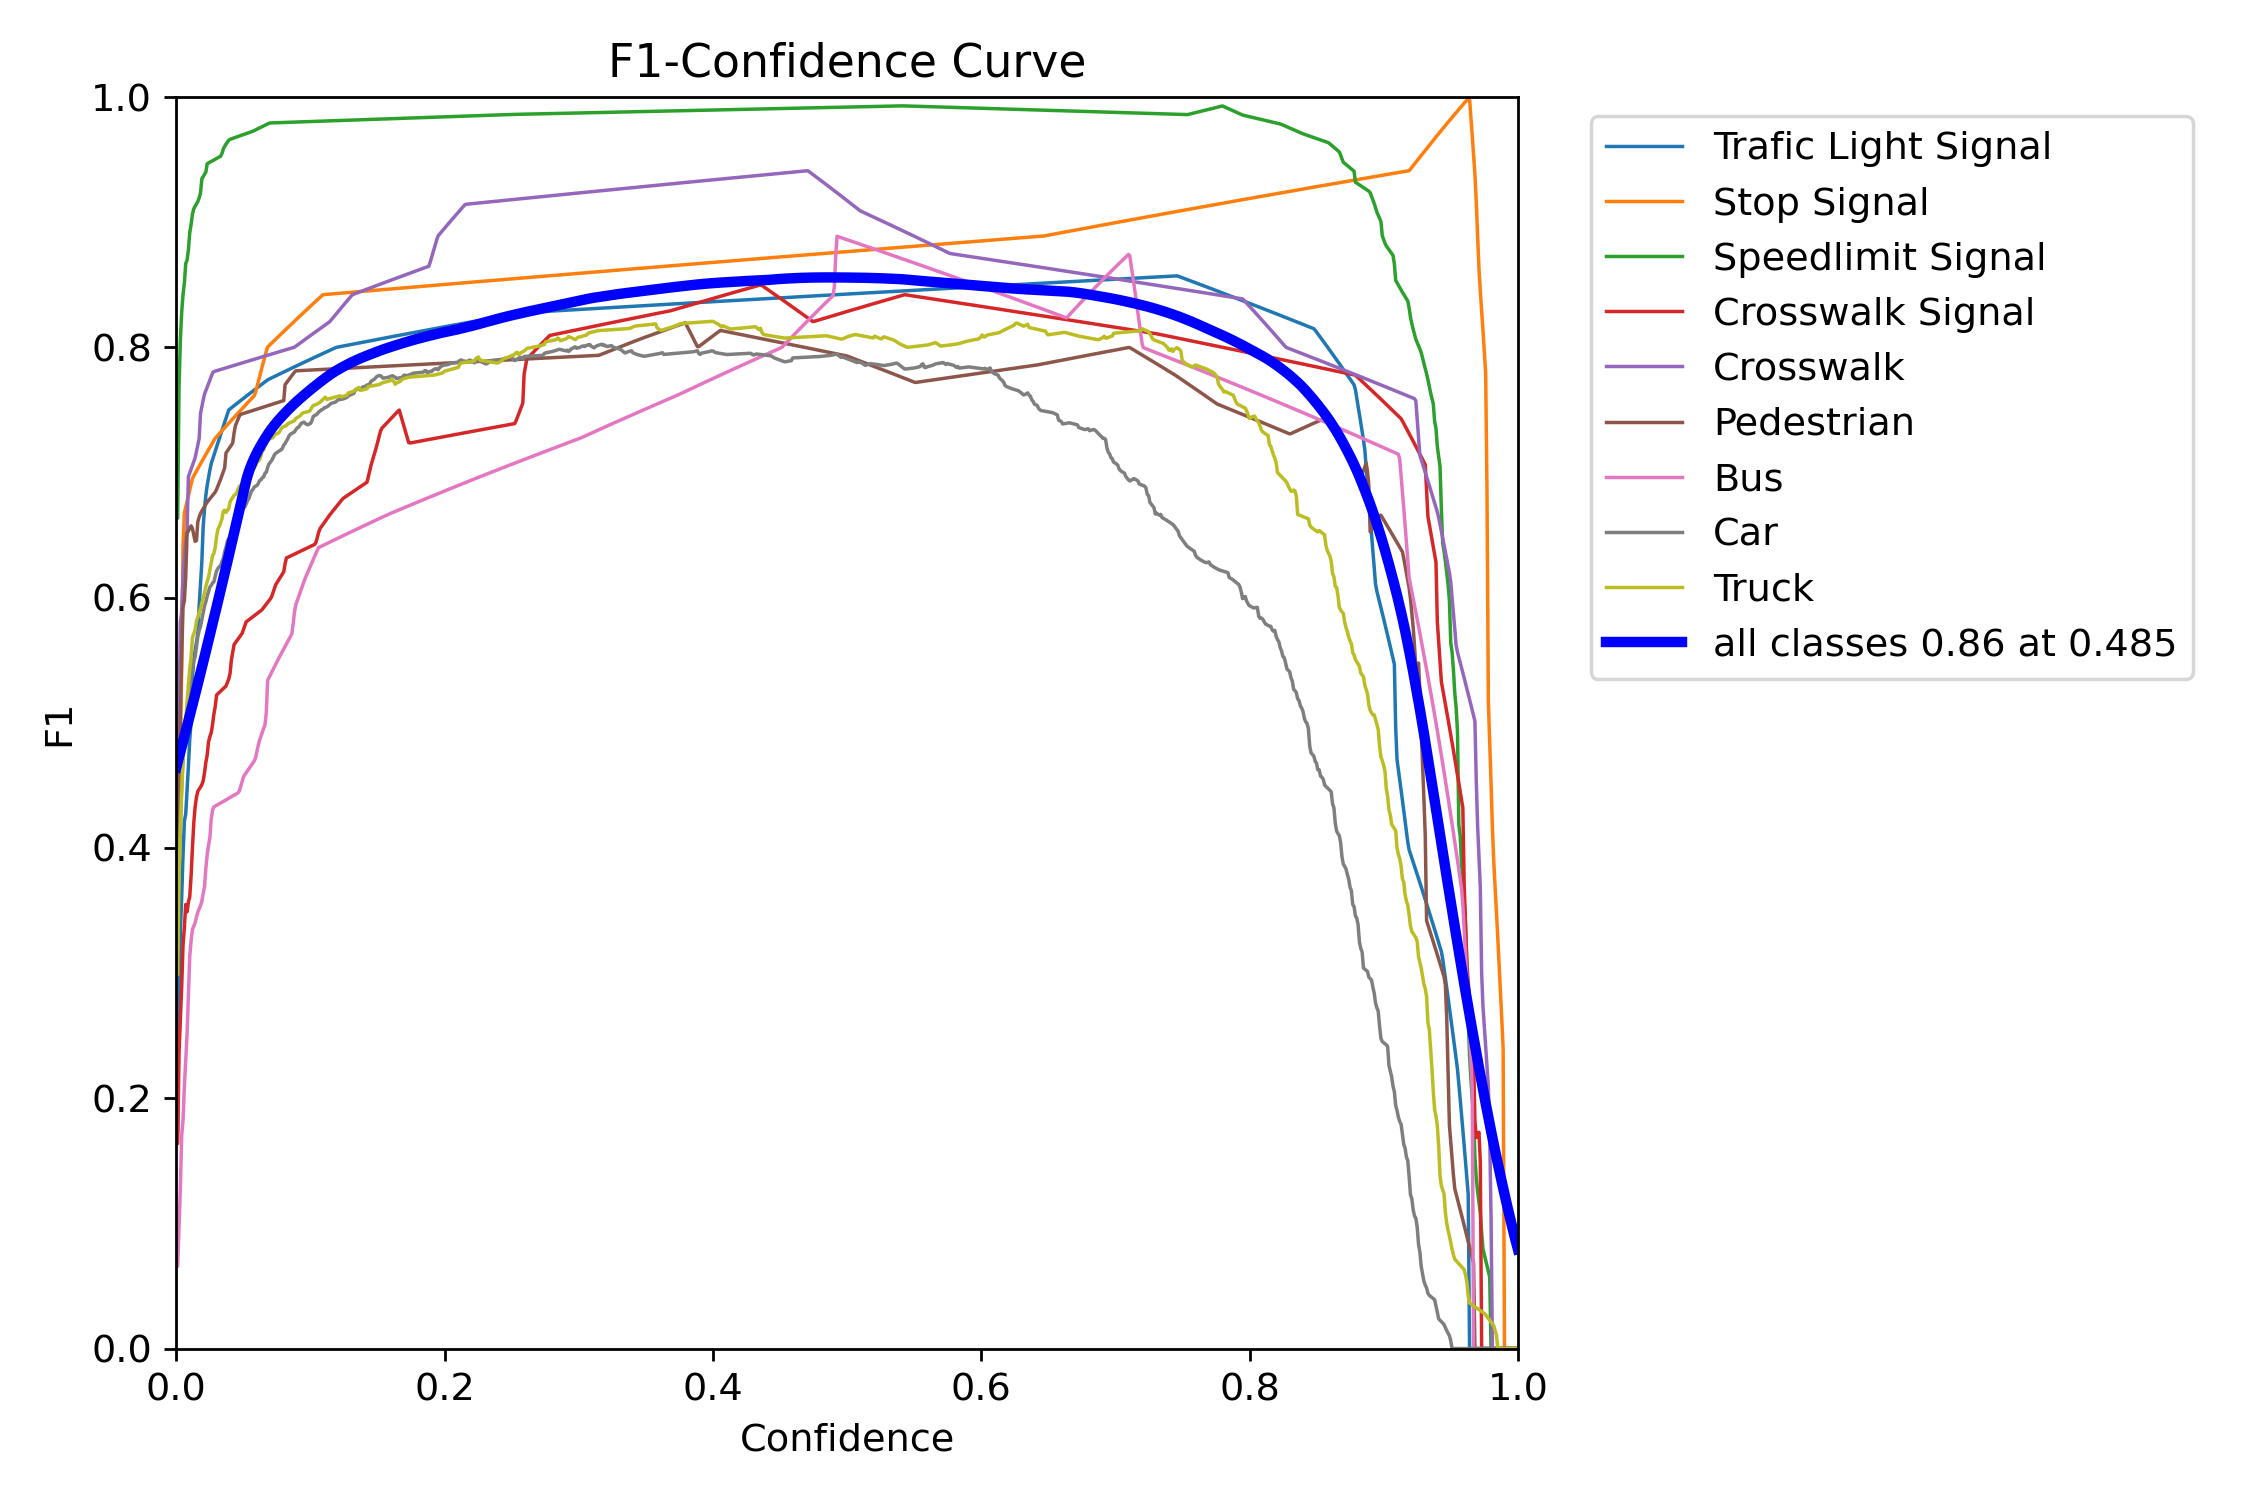 F1-Confidence Curve
1.0
0.8
0.6
0.4
0.2
0.0
F1
0.0 0.2 0.4 0.6 0.8 1.0
Confidence
Trafic Light Signal
Stop Signal
Speedlimit Signal
Crosswalk Signal
Crosswalk
Pedestrian
Bus
Car
Truck
all classes 0.86 at 0.485